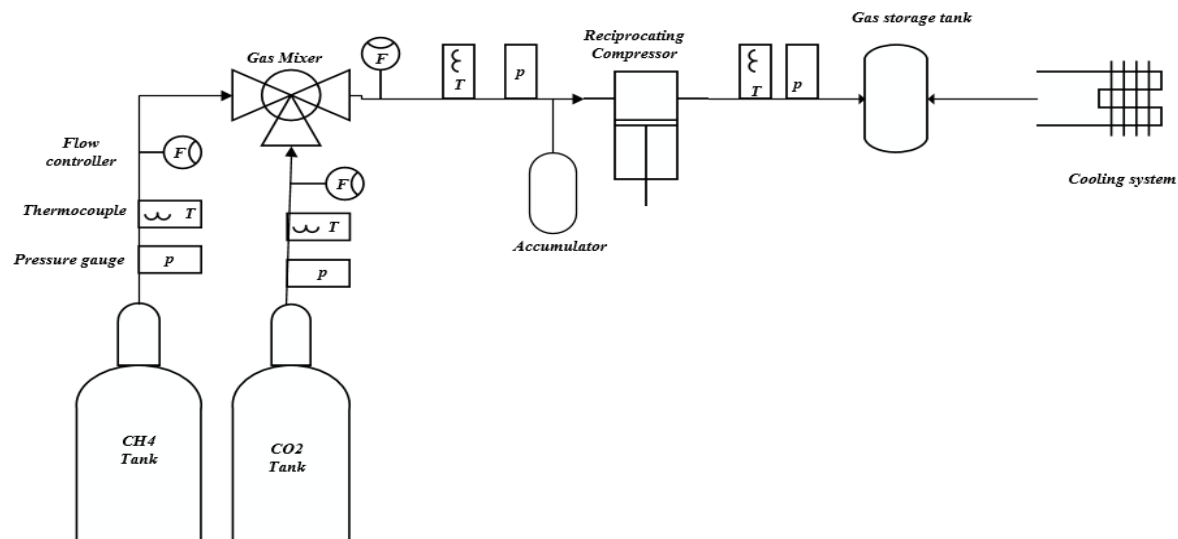 Gas storage tank
Reciprocating
Compressor
Gas Mixer
F
T
p
T
p
Flow
controller
F
F
Cooling system
Thermocouple
T
T
Accumulator
Pressure gauge
p
p
CH4
Tank
CO2
Tank